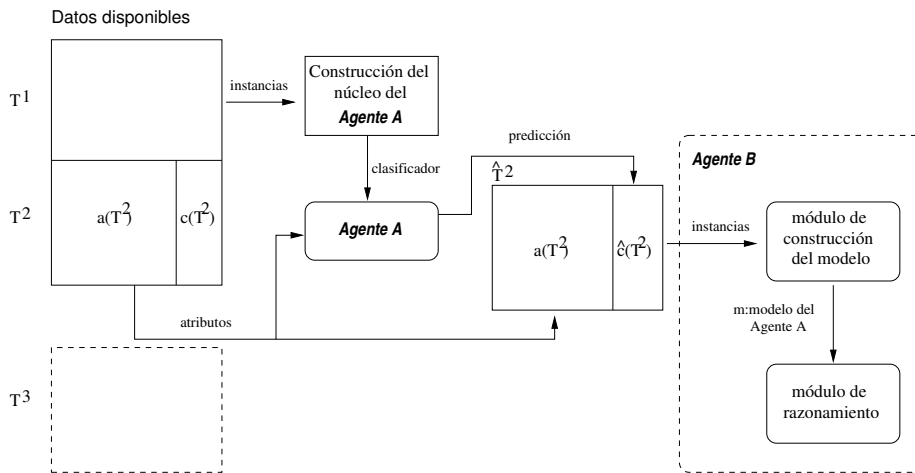 Datos disponibles
T1
instancias
Construcción del
núcleo del
Agente A
clasificador
predicción
T2
a(T2)
c(T2)
Agente A
T̂2
a(T2)
ĉ(T2)
instancias
Agente B
módulo de
construcción
del modelo
atributos
m:modelo del
Agente A
T3
módulo de
razonamiento